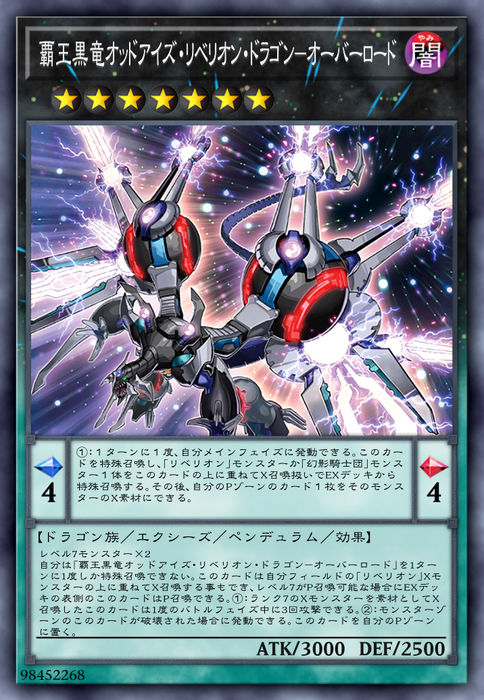 覇王黒竜オッドアイズ・リベリオン・ドラゴン－オーバーロード
やみ
闇
①：１ターンに１度、自分メインフェイズに発動できる。このカー
ドを特殊召喚し、「リベリオン」モンスターか「幻影騎士団」モンス
ター１体をこのカードの上に重ねてX召喚扱いでEXデッキから
特殊召喚する。その後、自分のPゾーンのカード１枚をそのモンス
ターのX素材にできる。
4
4
【ドラゴン族／エクシーズ／ペンデュラム／効果】
レベル7モンスター×2
自分は「覇王黒竜オッドアイズ・リベリオン・ドラゴン－オーバーロード」を1ター
ンに1度しか特殊召喚できない。このカードは自分フィールドの「リベリオン」Xモ
ンスターの上に重ねてX召喚する事もでき、レベル7がP召喚可能な場合にEXデッ
キの表側のこのカードはP召喚できる。①：ランク7のXモンスターを素材としてX
召喚したこのカードは1度のバトルフェイズ中に3回攻撃できる。②：モンスターゾ
ーンのこのカードが破壊された場合に発動できる。このカードを自分のPゾーン
に置く。
ATK/3000 DEF/2500
98452268